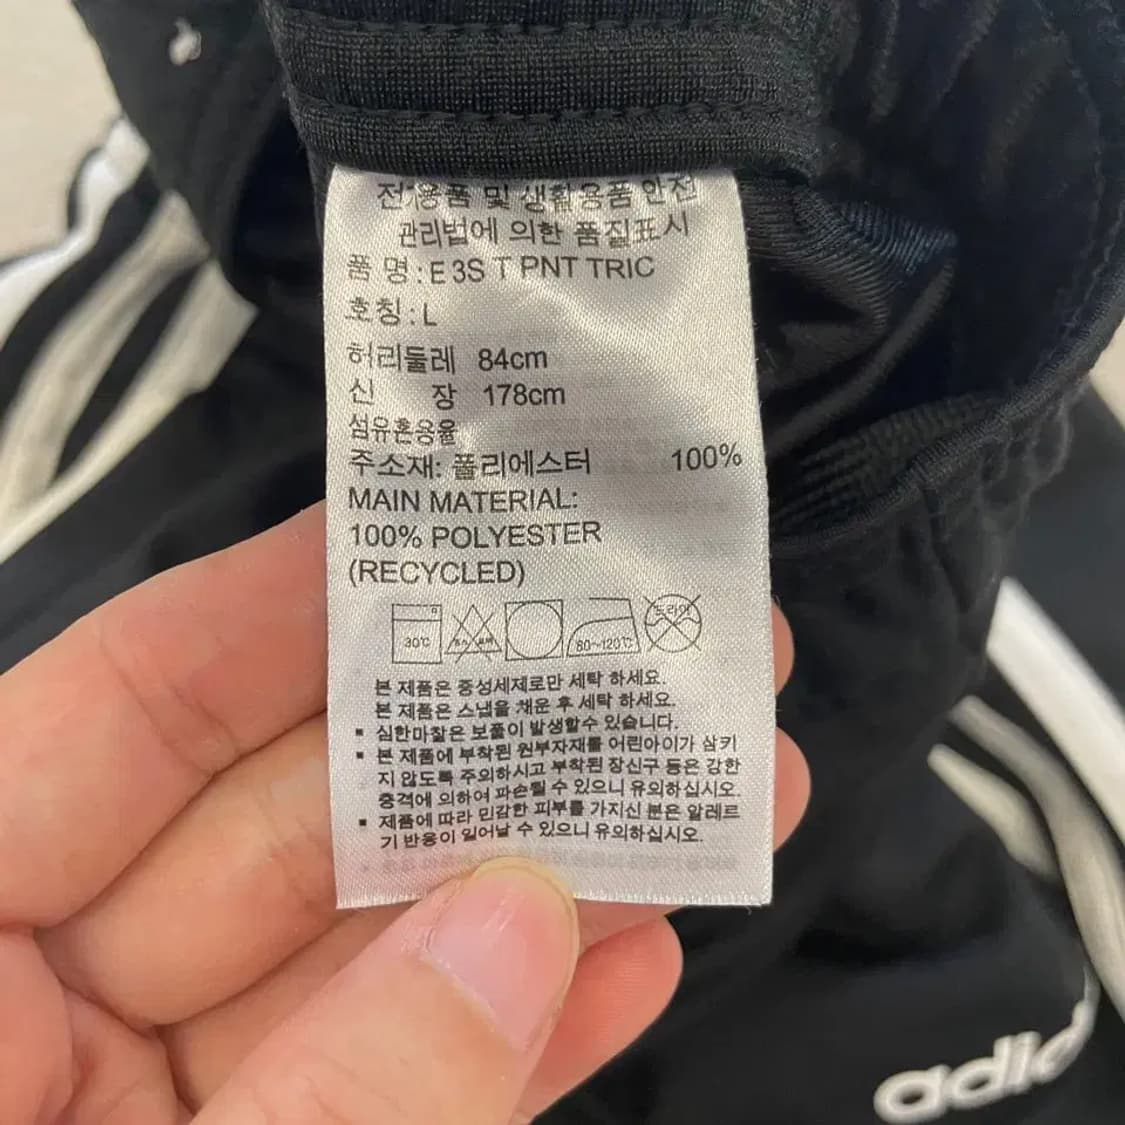 전기용품 및 생활용품 안전
관리법에 의한 품질표시
품 명 : E 3S T PNT TRIC
호칭 : L
허리둘레 84cm
신 장 178cm
섬유혼용율
주소재: 폴리에스터 100%
MAIN MATERIAL:
100% POLYESTER
(RECYCLED)
30℃ 80~120℃ 드라이
본 제품은 중성세제로만 세탁 하세요.
본 제품은 스냅을 채운 후 세탁 하세요.
▪ 심한마찰은 보풀이 발생할수 있습니다.
▪ 본 제품에 부착된 원부자재를 어린아이가 삼키
지 않도록 주의하시고 부착된 장신구 등은 강한
충격에 의하여 파손될 수 있으니 유의하십시오.
▪ 제품에 따라 민감한 피부를 가지신 분은 알레르
기 반응이 일어날 수 있으니 유의하십시오.
adid